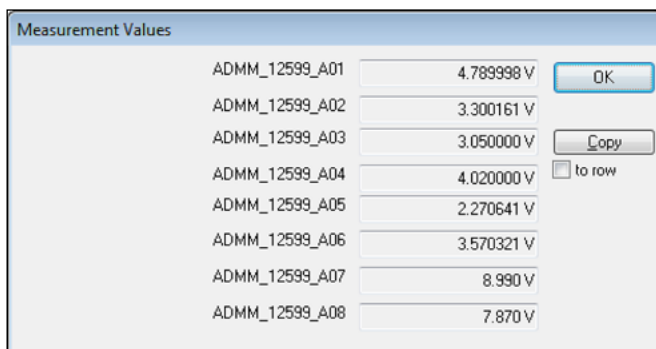 Measurement Values
ADMM_12599_A01 4.789998 V OK
ADMM_12599_A02 3.300161 V
ADMM_12599_A03 3.050000 V Copy
ADMM_12599_A04 4.020000 V to row
ADMM_12599_A05 2.270641 V
ADMM_12599_A06 3.570321 V
ADMM_12599_A07 8.990 V
ADMM_12599_A08 7.870 V